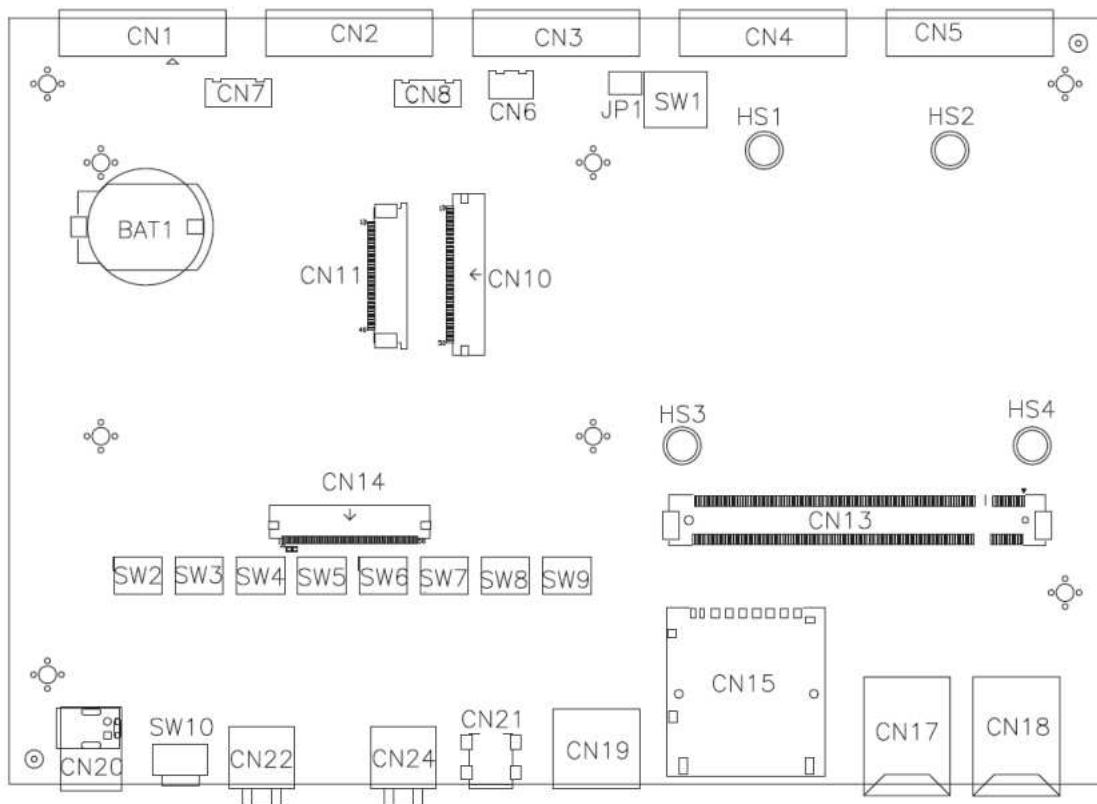 CN1 CN2 CN3 CN4 CN5
CN7 CN8 CN6 JP1 SW1
HS1 HS2
BAT1
CN11 CN10
HS3 HS4
CN14
CN13
SW2 SW3 SW4 SW5 SW6 SW7 SW8 SW9
CN15
SW10 CN21
CN20 CN22 CN24 CN19 CN17 CN18